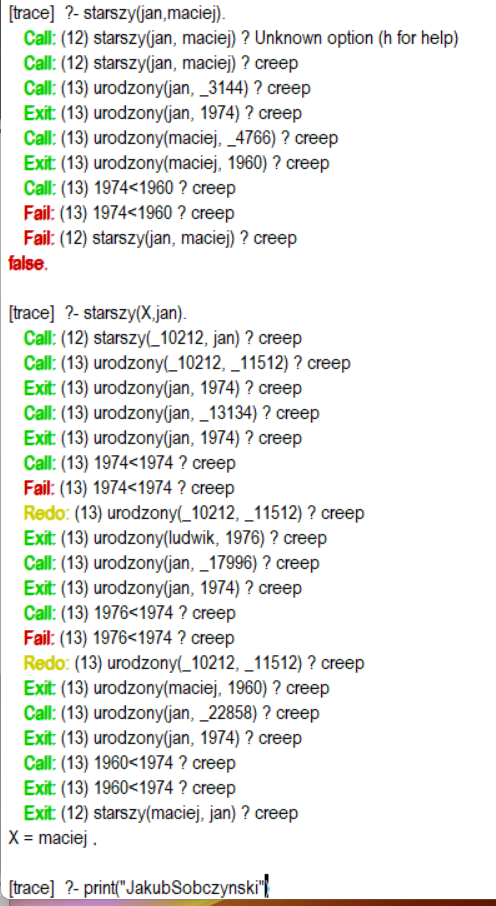 [trace]  ?- starszy(jan,maciej).
Call: (12) starszy(jan, maciej) ? Unknown option (h for help)
Call: (12) starszy(jan, maciej) ? creep
Call: (13) urodzony(jan, _3144) ? creep
Exit: (13) urodzony(jan, 1974) ? creep
Call: (13) urodzony(maciej, _4766) ? creep
Exit: (13) urodzony(maciej, 1960) ? creep
Call: (13) 1974<1960 ? creep
Fail: (13) 1974<1960 ? creep
Fail: (12) starszy(jan, maciej) ? creep
false.
[trace]  ?- starszy(X,jan).
Call: (12) starszy(_10212, jan) ? creep
Call: (13) urodzony(_10212, _11512) ? creep
Exit: (13) urodzony(jan, 1974) ? creep
Call: (13) urodzony(jan, _13134) ? creep
Exit: (13) urodzony(jan, 1974) ? creep
Call: (13) 1974<1974 ? creep
Fail: (13) 1974<1974 ? creep
Redo: (13) urodzony(_10212, _11512) ? creep
Exit: (13) urodzony(ludwik, 1976) ? creep
Call: (13) urodzony(jan, _17996) ? creep
Exit: (13) urodzony(jan, 1974) ? creep
Call: (13) 1976<1974 ? creep
Fail: (13) 1976<1974 ? creep
Redo: (13) urodzony(_10212, _11512) ? creep
Exit: (13) urodzony(maciej, 1960) ? creep
Call: (13) urodzony(jan, _22858) ? creep
Exit: (13) urodzony(jan, 1974) ? creep
Call: (13) 1960<1974 ? creep
Exit: (13) 1960<1974 ? creep
Exit: (12) starszy(maciej, jan) ? creep
X = maciej .
[trace]  ?- print("JakubSobczynski")